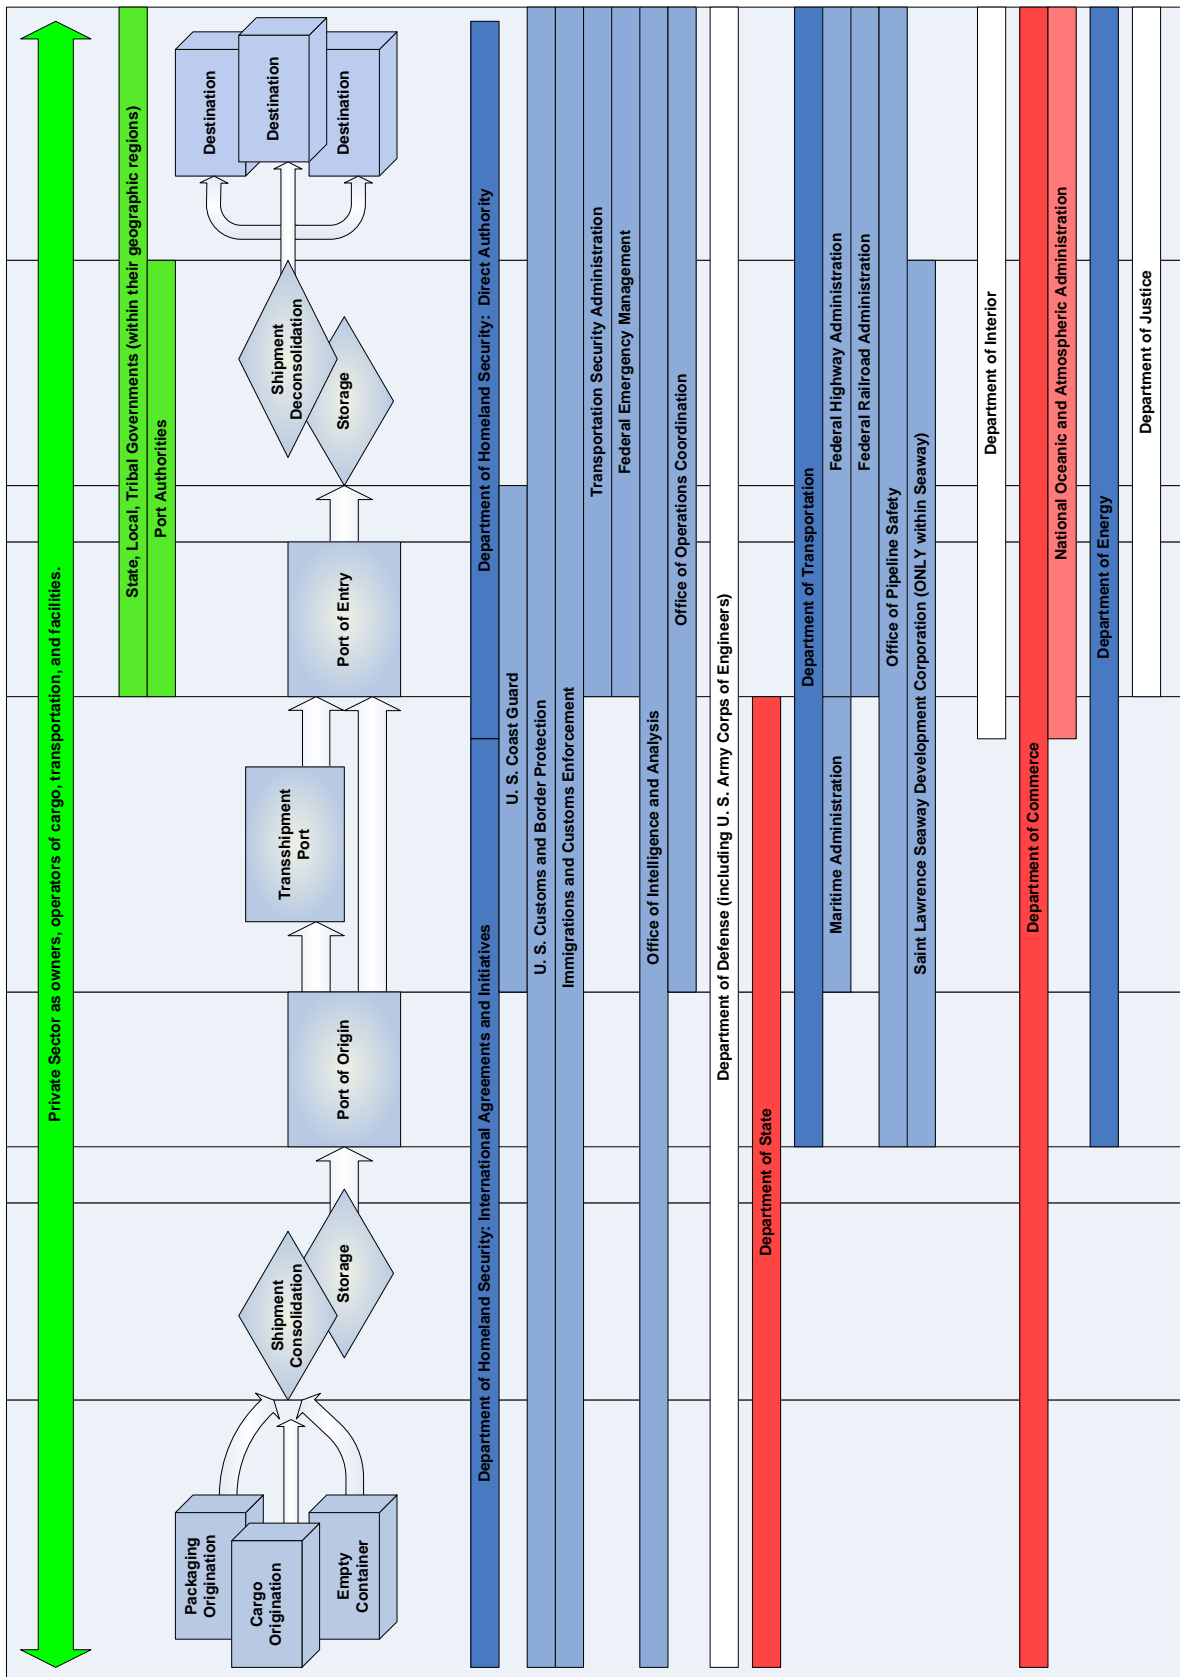 Private Sector as owners, operators of cargo, transportation, and facilities.
State, Local, Tribal Governments (within their geographic regions)
Port Authorities
Packaging
Origination
Cargo
Origination
Empty
Container
Shipment
Consolidation
Storage
Port of Origin
Transshipment
Port
Port of Entry
Shipment
Deconsolidation
Storage
Destination
Destination
Destination
Department of Homeland Security: International Agreements and Initiatives
Department of Homeland Security:  Direct Authority
U. S. Coast Guard
U. S. Customs and Border Protection
Immigrations and Customs Enforcement
Transportation Security Administration
Federal Emergency Management
Office of Intelligence and Analysis
Office of Operations Coordination
Department of Defense (including U. S. Army Corps of Engineers)
Department of State
Department of Transportation
Maritime Administration
Federal Highway Administration
Federal Railroad Administration
Office of Pipeline Safety
Saint Lawrence Seaway Development Corporation (ONLY within Seaway)
Department of Interior
Department of Commerce
National Oceanic and Atmospheric Administration
Department of Energy
Department of Justice